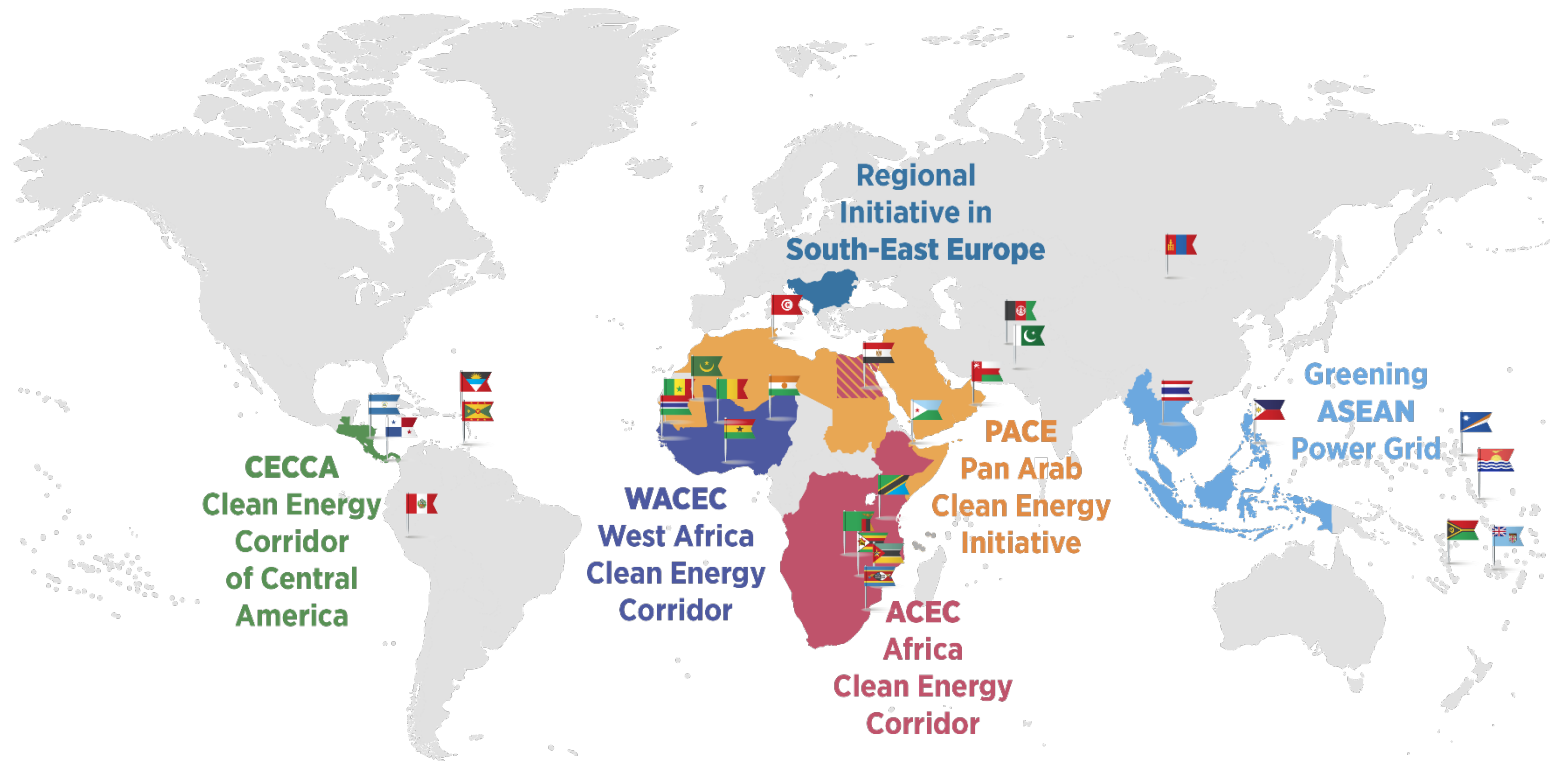 Regional
Initiative in
South-East Europe
Greening
ASEAN
Power Grid
PACE
Pan Arab
Clean Energy
Initiative
CECCA
Clean Energy
Corridor
of Central
America
WACEC
West Africa
Clean Energy
Corridor
ACEC
Africa
Clean Energy
Corridor